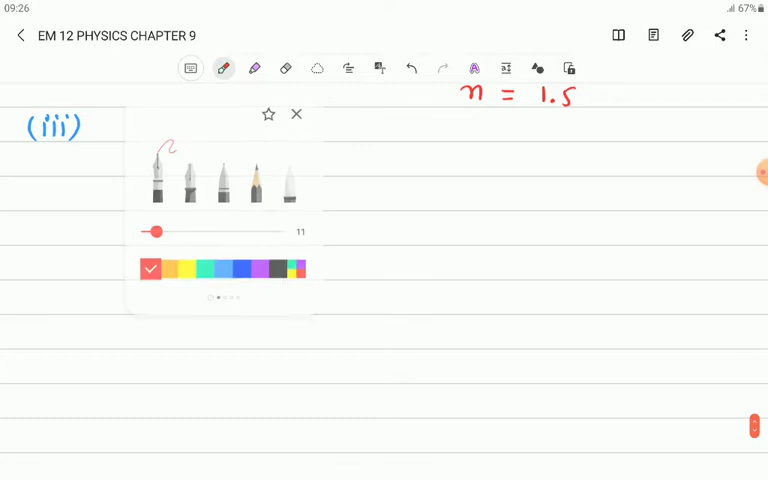 09:26
67%
EM 12 PHYSICS CHAPTER 9
n = 1.5
(iii)
11